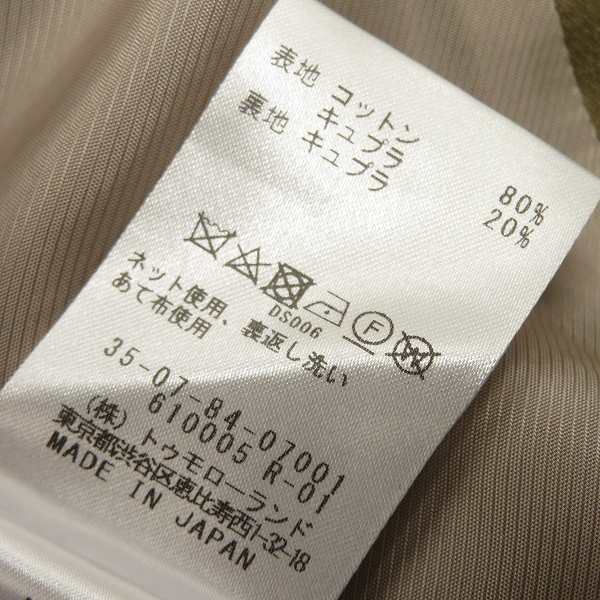 表地 コットン 80%
キュプラ 20%
裏地 キュプラ
DS006
F
ネット使用、裏返し洗い
あて布使用
35-07-84-07001
610005 R-01
(株)トゥモローランド
東京都渋谷区恵比寿西1-32-18
MADE IN JAPAN